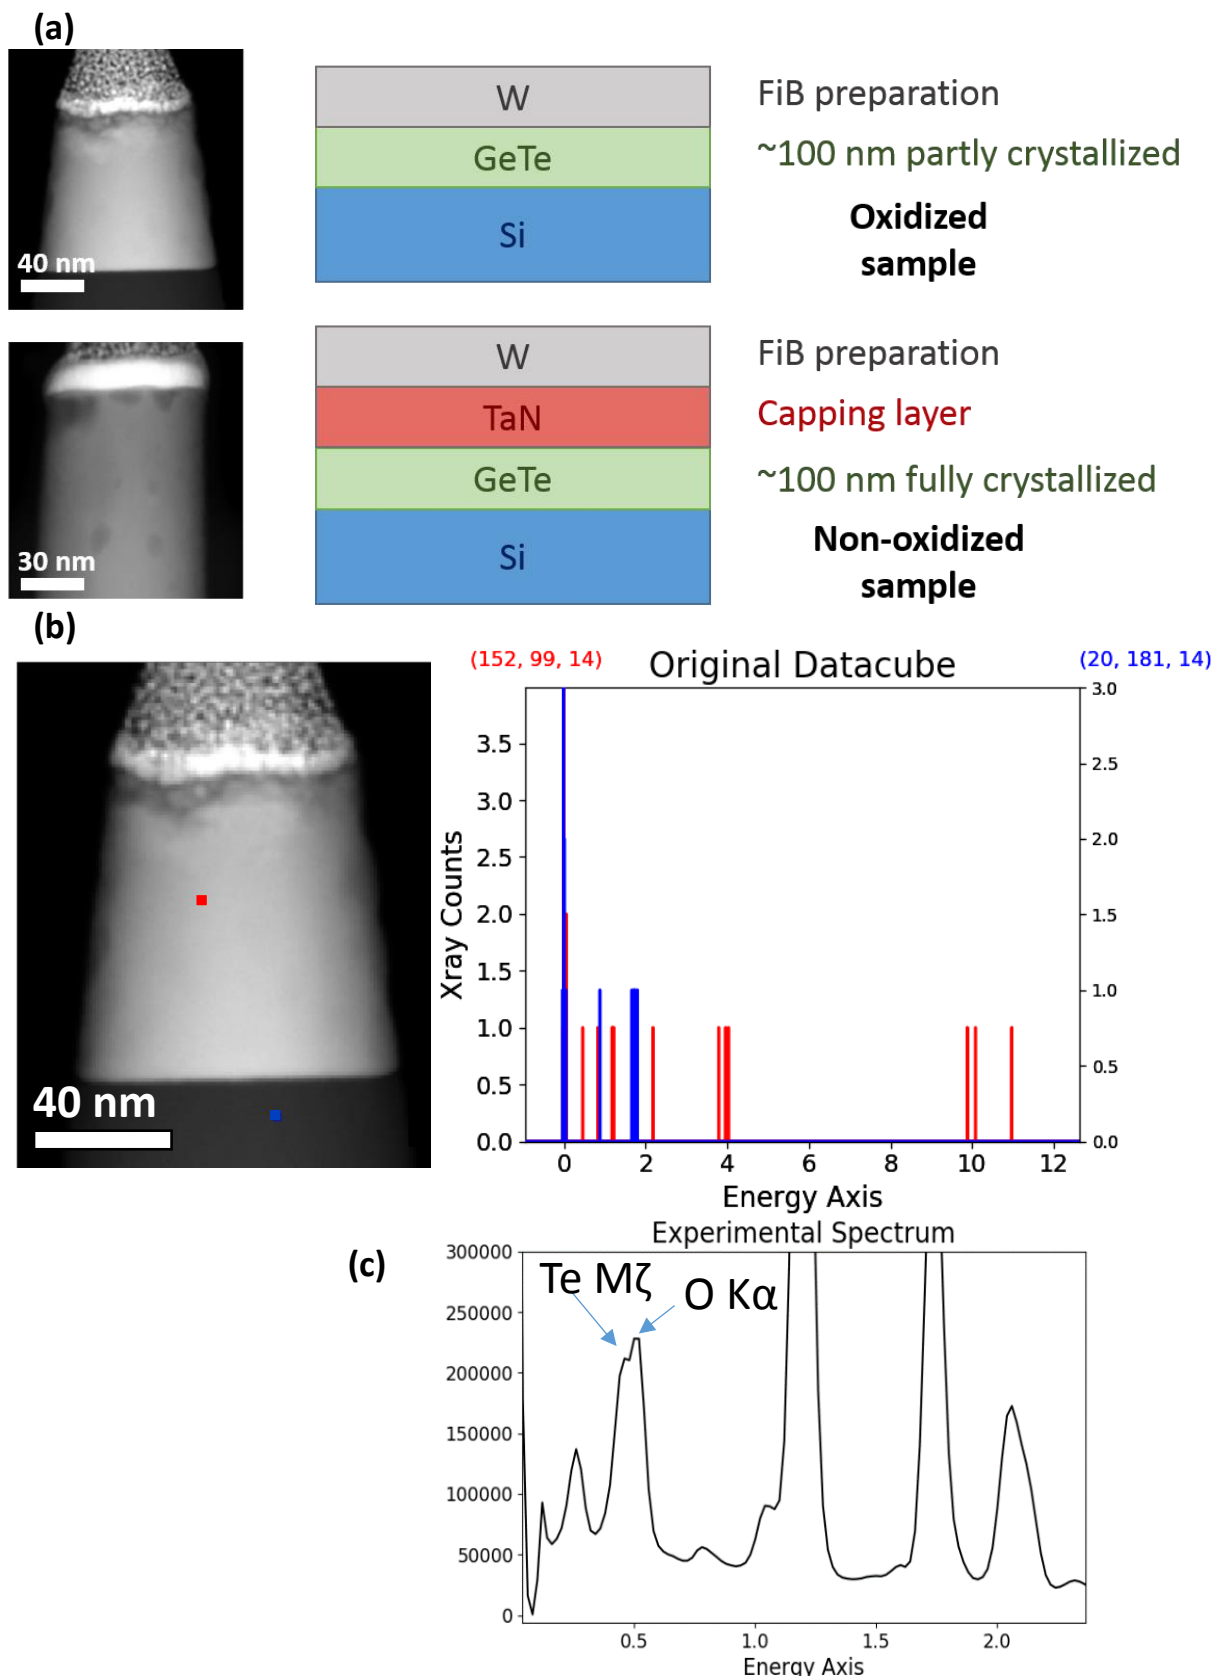 (a)
W
FiB preparation
GeTe
~100 nm partly crystallized
Si
Oxidized
sample
40 nm
W
FiB preparation
TaN
Capping layer
GeTe
~100 nm fully crystallized
Si
Non-oxidized
sample
30 nm
(b)
(152, 99, 14)
Original Datacube
(20, 181, 14)
40 nm
Xray Counts
3.5
3.0
2.5
2.0
1.5
1.0
0.5
0.0
3.0
2.5
2.0
1.5
1.0
0.5
0.0
0 2 4 6 8 10 12
Energy Axis
(c)
Experimental Spectrum
Te Mζ
O Kα
300000
250000
200000
150000
100000
50000
0
0.5 1.0 1.5 2.0
Energy Axis